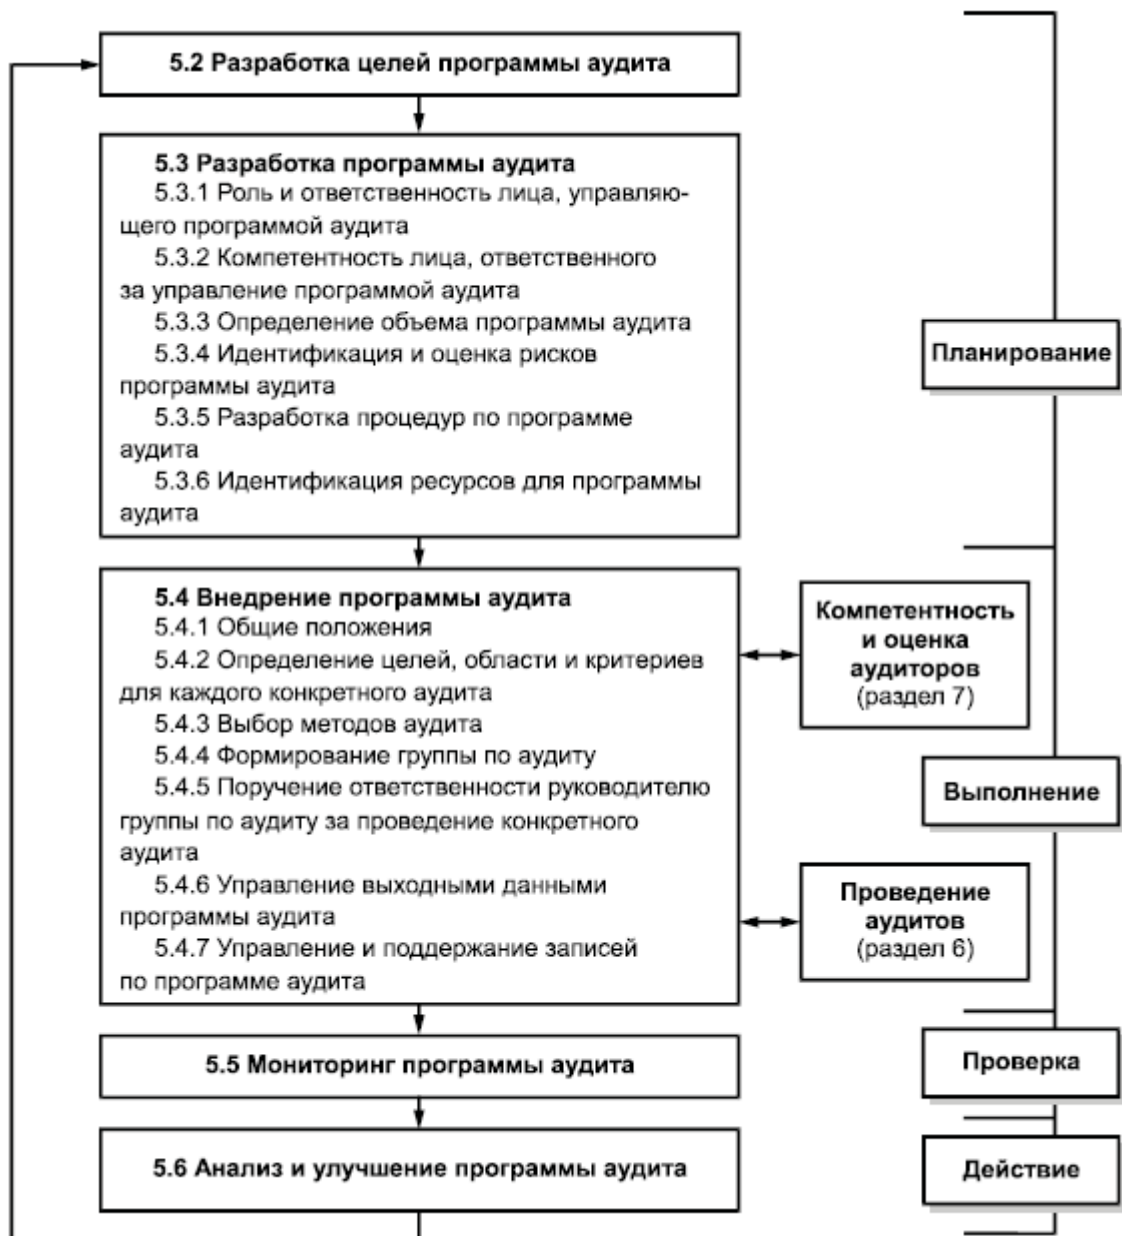 5.2 Разработка целей программы аудита
5.3 Разработка программы аудита
5.3.1 Роль и ответственность лица, управляю-
щего программой аудита
5.3.2 Компетентность лица, ответственного
за управление программой аудита
5.3.3 Определение объема программы аудита
5.3.4 Идентификация и оценка рисков
программы аудита
5.3.5 Разработка процедур по программе
аудита
5.3.6 Идентификация ресурсов для программы
аудита
Планирование
5.4 Внедрение программы аудита
5.4.1 Общие положения
5.4.2 Определение целей, области и критериев
для каждого конкретного аудита
5.4.3 Выбор методов аудита
5.4.4 Формирование группы по аудиту
5.4.5 Поручение ответственности руководителю
группы по аудиту за проведение конкретного
аудита
5.4.6 Управление выходными данными
программы аудита
5.4.7 Управление и поддержание записей
по программе аудита
Компетентность
и оценка
аудиторов
(раздел 7)
Выполнение
Проведение
аудитов
(раздел 6)
5.5 Мониторинг программы аудита
Проверка
5.6 Анализ и улучшение программы аудита
Действие